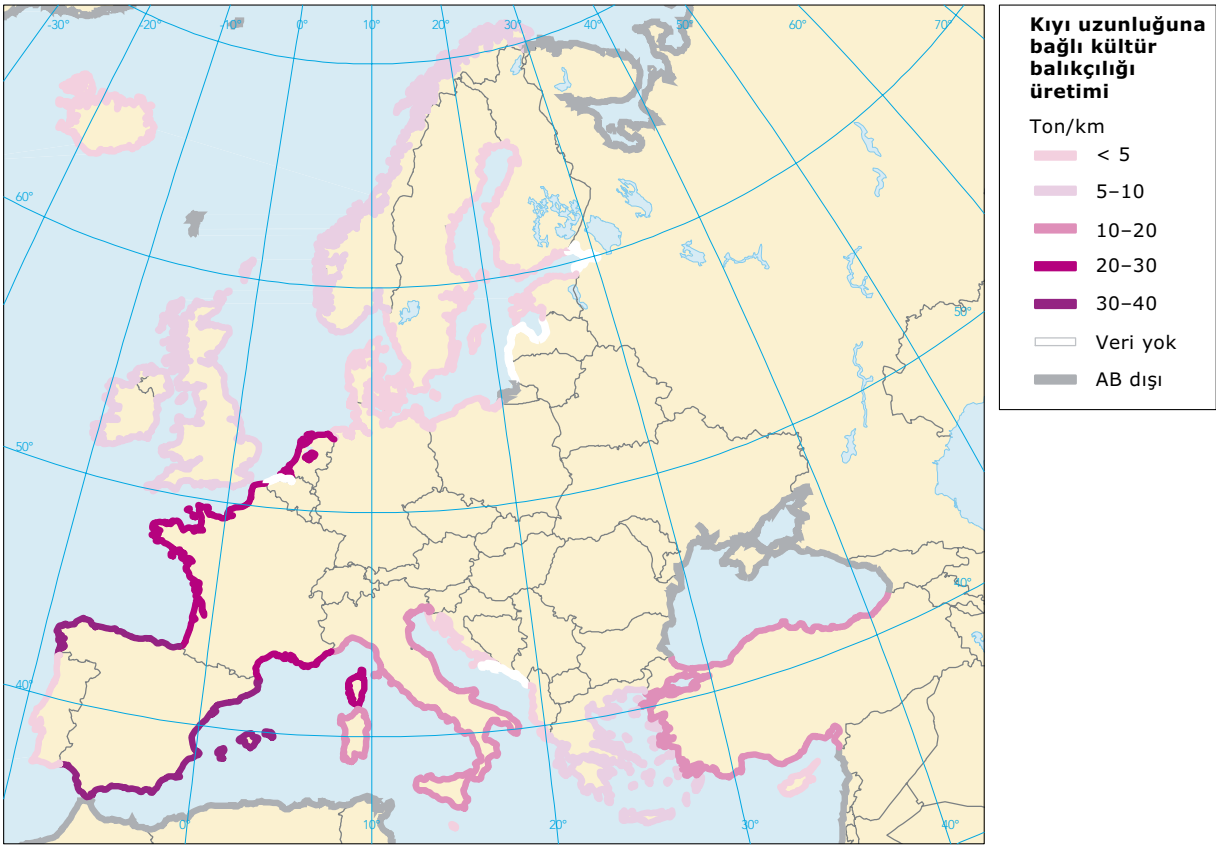 -30° -20° -10° 0° 10° 20° 30° 40° 50° 60° 70°
60°
50°
50°
40°
40°
0° 10° 20° 30° 40°
Kıyı uzunluğuna
bağlı kültür
balıkçılığı
üretimi
Ton/km
< 5
5–10
10–20
20–30
30–40
Veri yok
AB dışı